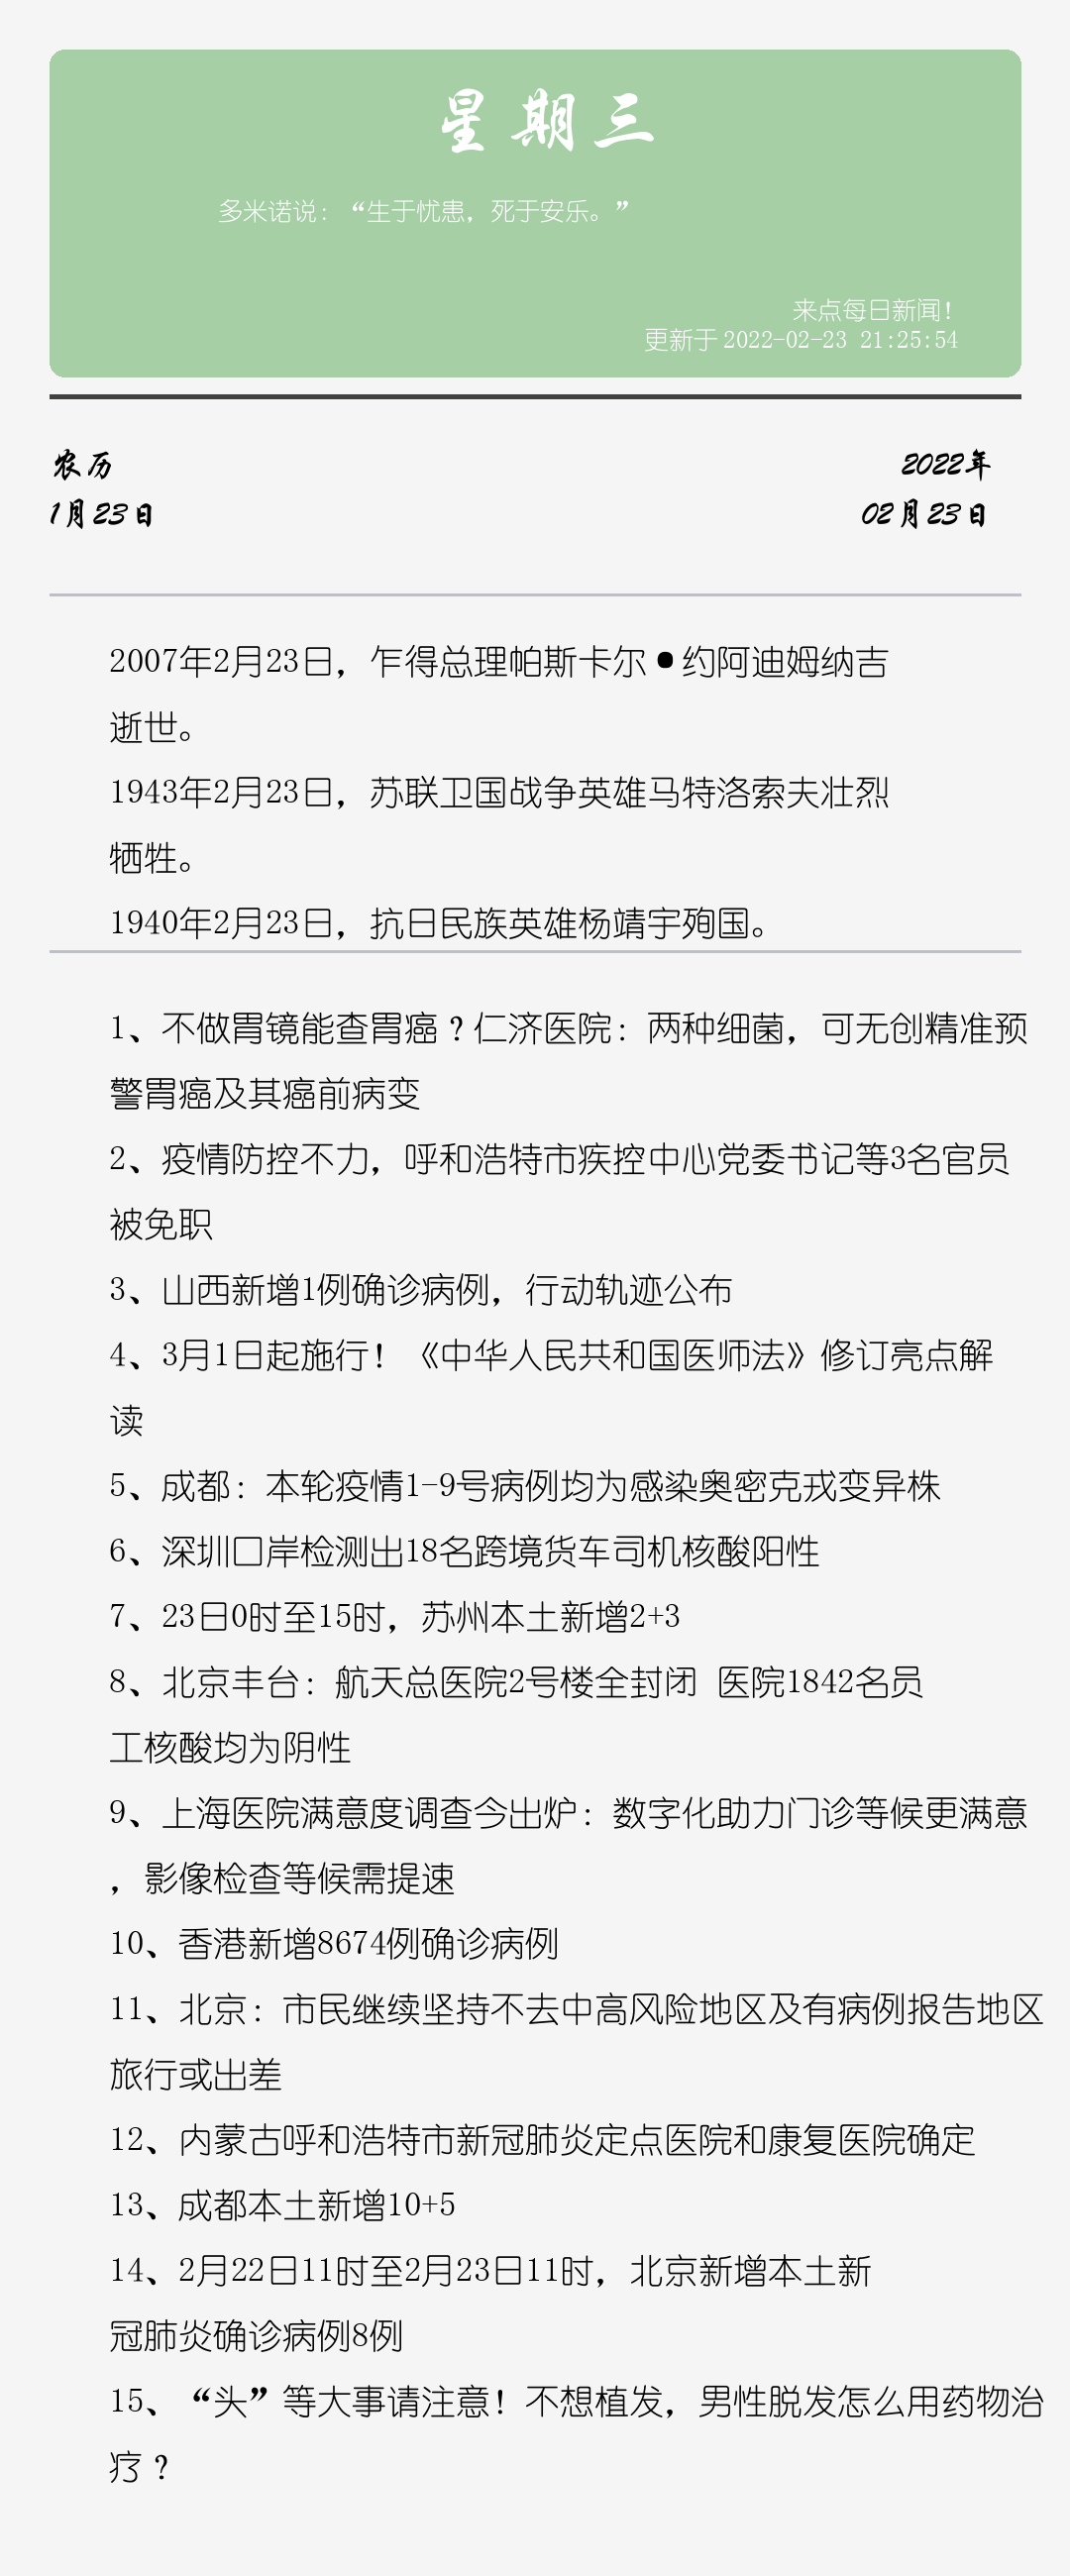 星期三
多米诺说：“生于忧患，死于安乐。”
来点每日新闻！
更新于2022-02-23 21:25:54
农历
2022年
1月23日
02月23日
2007年2月23日，乍得总理帕斯卡尔•约阿迪姆纳吉
逝世。
1943年2月23日，苏联卫国战争英雄马特洛索夫壮烈
牺牲。
1940年2月23日，抗日民族英雄杨靖宇殉国。
1、不做胃镜能查胃癌？仁济医院：两种细菌，可无创精准预
警胃癌及其癌前病变
2、疫情防控不力，呼和浩特市疾控中心党委书记等3名官员
被免职
3、山西新增1例确诊病例，行动轨迹公布
4、3月1日起施行！《中华人民共和国医师法》修订亮点解
读
5、成都：本轮疫情1-9号病例均为感染奥密克戎变异株
6、深圳口岸检测出18名跨境货车司机核酸阳性
7、23日0时至15时，苏州本土新增2+3
8、北京丰台：航天总医院2号楼全封闭 医院1842名员
工核酸均为阴性
9、上海医院满意度调查今出炉：数字化助力门诊等候更满意
，影像检查等候需提速
10、香港新增8674例确诊病例
11、北京：市民继续坚持不去中高风险地区及有病例报告地区
旅行或出差
12、内蒙古呼和浩特市新冠肺炎定点医院和康复医院确定
13、成都本土新增10+5
14、2月22日11时至2月23日11时，北京新增本土新
冠肺炎确诊病例8例
15、“头”等大事请注意！不想植发，男性脱发怎么用药物治
疗？